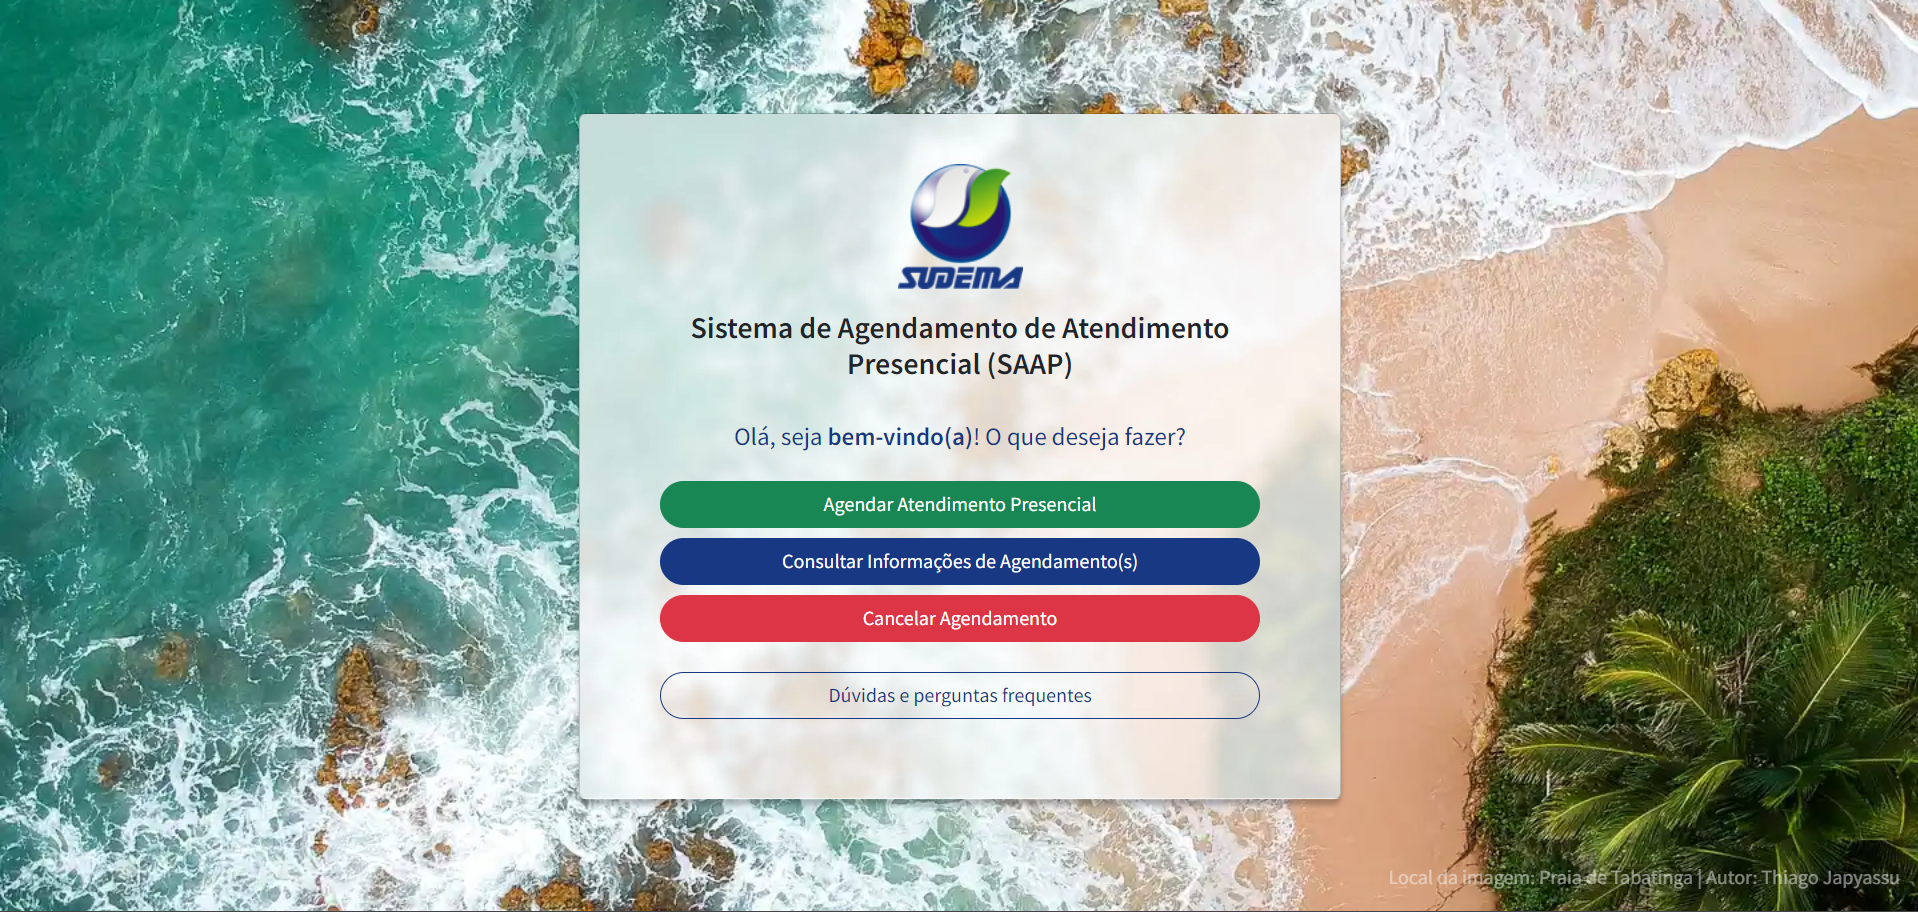 SUDEMA
Sistema de Agendamento de Atendimento
Presencial (SAAP)
Olá, seja bem-vindo(a)! O que deseja fazer?
Agendar Atendimento Presencial
Consultar Informações de Agendamento(s)
Cancelar Agendamento
Dúvidas e perguntas frequentes
Local da imagem: Praia de Tabatinga | Autor: Thiago Japyassu